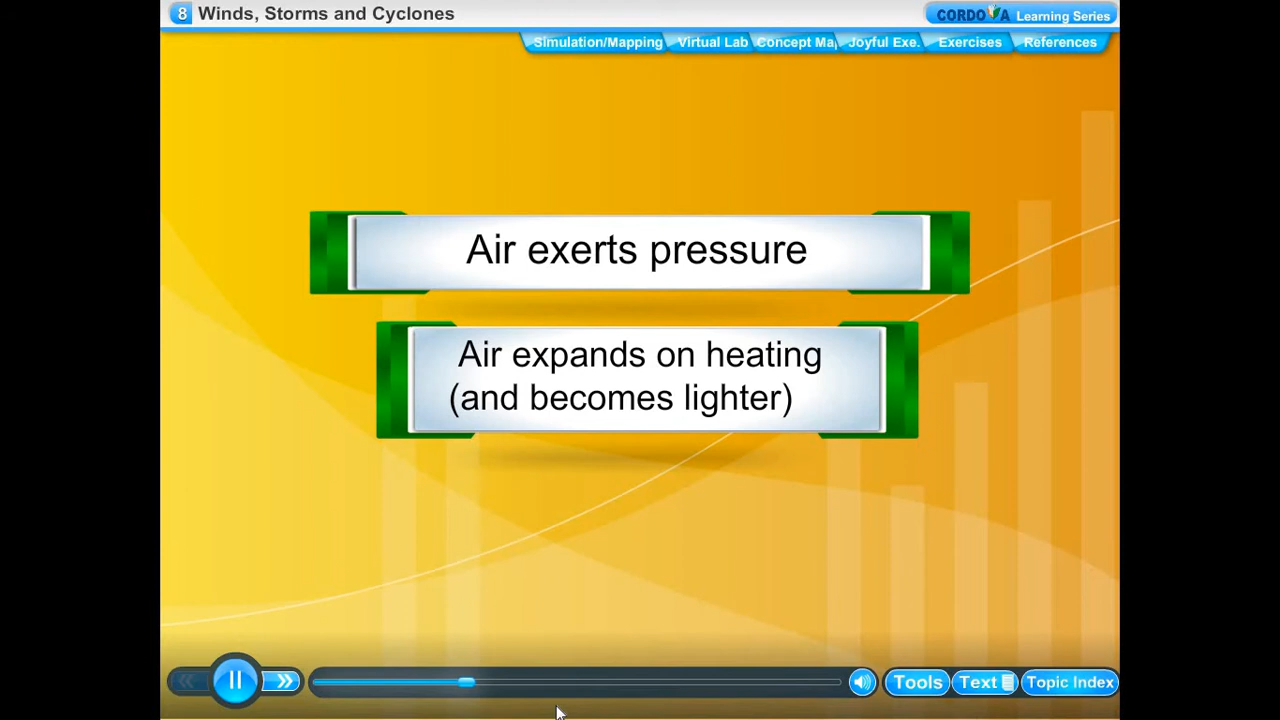 8 Winds, Storms and Cyclones
CORDOVA Learning Series
Simulation/Mapping Virtual Lab Concept Map Joyful Exe. Exercises References
Air exerts pressure
Air expands on heating
(and becomes lighter)
Tools Text Topic Index